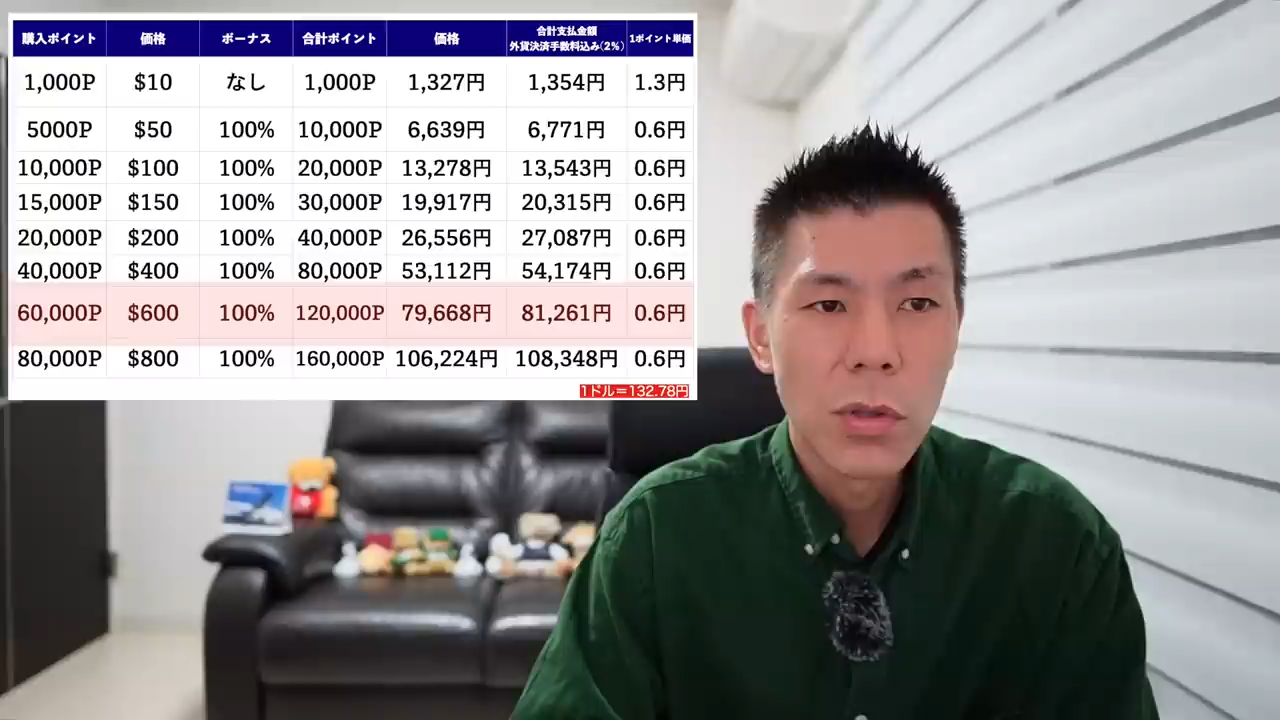 購入ポイント 価格 ボーナス 合計ポイント 価格 合計支払金額 外貨決済手数料込み(2%) 1ポイント単価
1,000P $10 なし 1,000P 1,327円 1,354円 1.3円
5000P $50 100% 10,000P 6,639円 6,771円 0.6円
10,000P $100 100% 20,000P 13,278円 13,543円 0.6円
15,000P $150 100% 30,000P 19,917円 20,315円 0.6円
20,000P $200 100% 40,000P 26,556円 27,087円 0.6円
40,000P $400 100% 80,000P 53,112円 54,174円 0.6円
60,000P $600 100% 120,000P 79,668円 81,261円 0.6円
80,000P $800 100% 160,000P 106,224円 108,348円 0.6円
1ドル＝132.78円